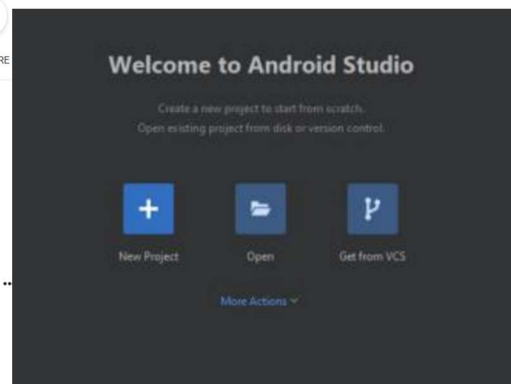 RE
Welcome to Android Studio
Create a new project to start from scratch.
Open existing project from disk or version control.
New Project
Open
Get from VCS
More Actions